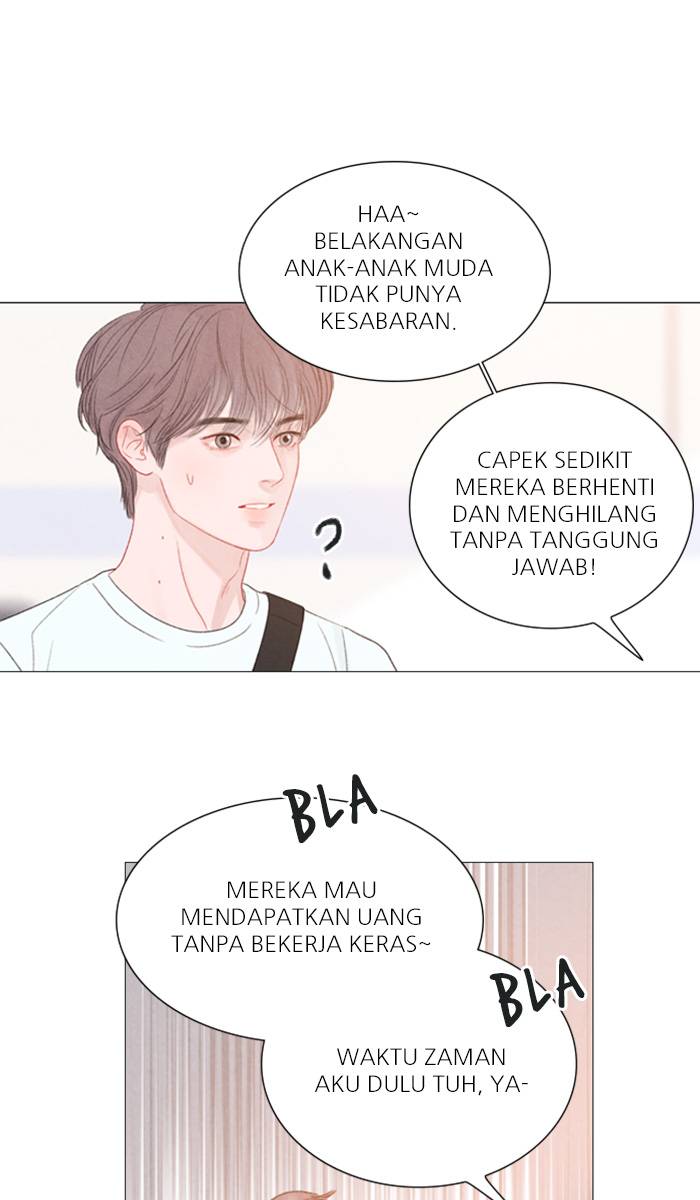 HAA~
BELAKANGAN
ANAK-ANAK MUDA
TIDAK PUNYA
KESABARAN.
CAPEK SEDIKIT
MEREKA BERHENTI
DAN MENGHILANG
TANPA TANGGUNG
JAWAB!
?
BLA
MEREKA MAU
MENDAPATKAN UANG
TANPA BEKERJA KERAS~
BLA
WAKTU ZAMAN
AKU DULU TUH, YA-